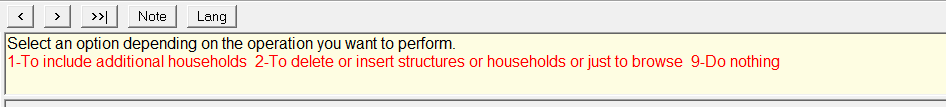 < > >>| Note Lang
Select an option depending on the operation you want to perform.
1-To include additional households 2-To delete or insert structures or households or just to browse 9-Do nothing